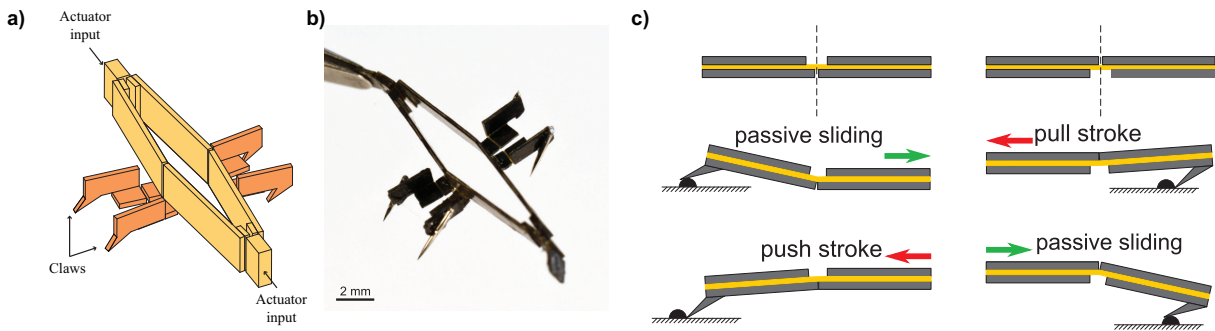 a)
Actuator
input
Claws
Actuator
input
b)
2 mm
c)
passive sliding
pull stroke
push stroke
passive sliding